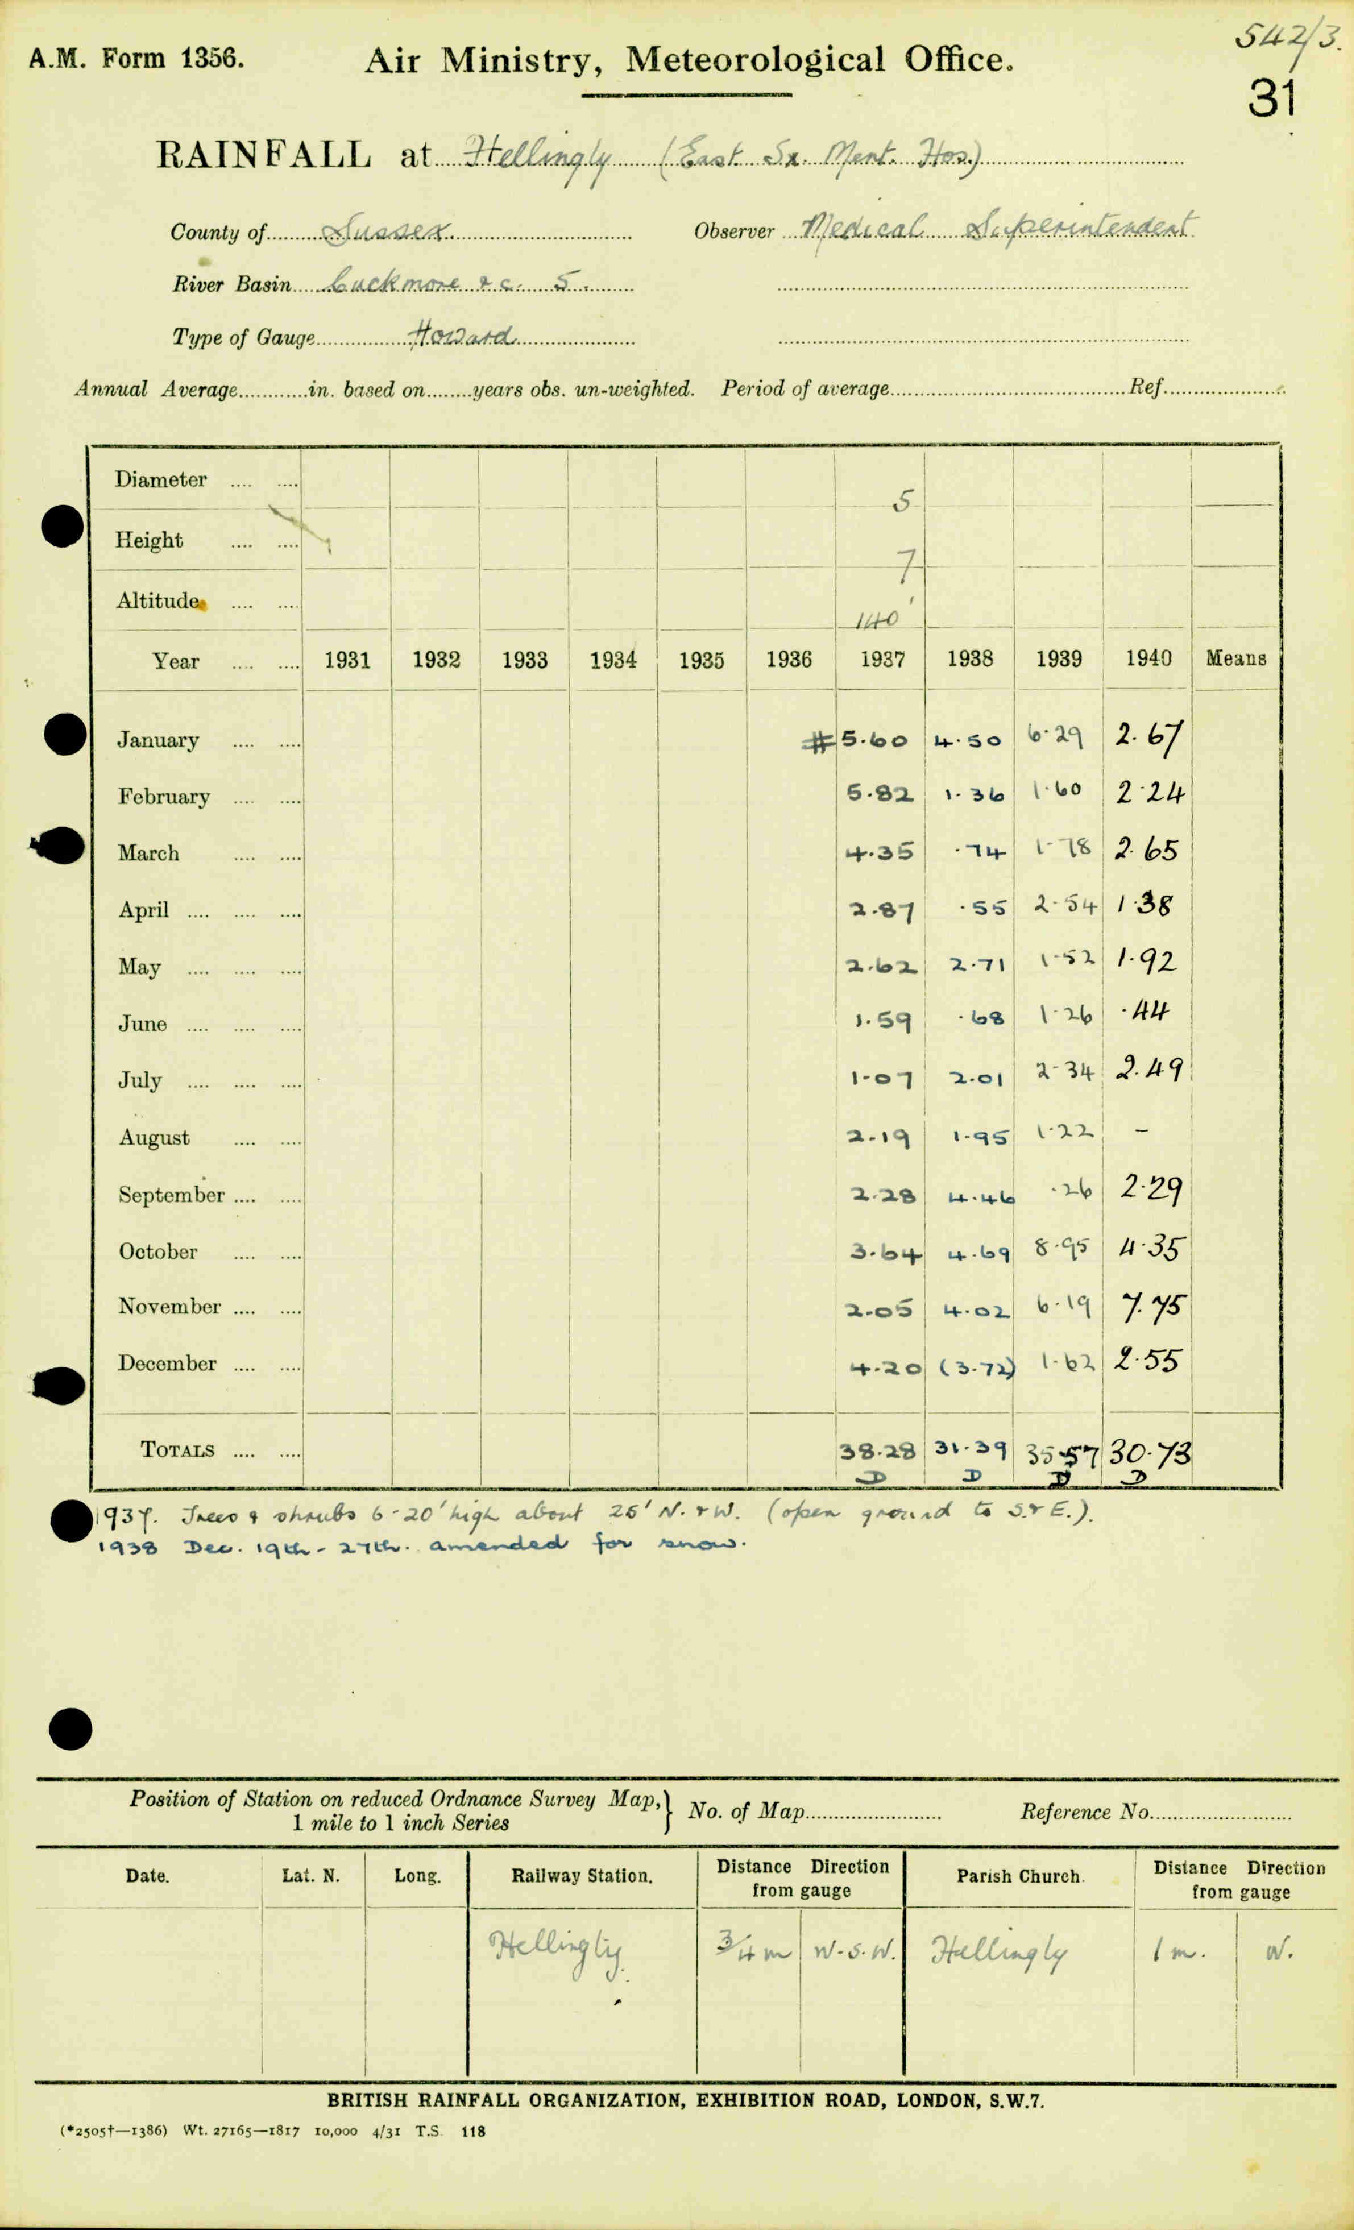 542/3.
A.M. Form 1356.
Air Ministry, Meteorological Office.
31
RAINFALL at Hellingly (East Sx. Ment. Hos.)
County of Sussex. Observer Medical Superintendent
River Basin Cuckmere &c. 5.
Type of Gauge Howard
Annual Average............in. based on........years obs. un-weighted. Period of average........................Ref.....................
Diameter .... .... 5
Height .... .... 7
Altitude .... .... 140'
Year .... .... 1931 1932 1933 1934 1935 1936 1937 1938 1939 1940 Means
January .... .... #5.60 4.50 6.29 2.67
February .... .... 5.82 1.36 1.60 2.24
March .... .... 4.35 .74 1.78 2.65
April .... .... .... 2.87 .55 2.54 1.38
May .... .... .... 2.62 2.71 1.52 1.92
June .... .... .... 1.59 .68 1.26 .44
July .... .... .... 1.07 2.01 2.34 2.49
August .... .... 2.19 1.95 1.22 -
September .... .... 2.28 4.46 .26 2.29
October .... .... 3.64 4.69 8.95 4.35
November .... .... 2.05 4.02 6.19 7.75
December .... .... 4.20 (3.72) 1.62 2.55
TOTALS .... .... 38.28 31.39 35.57 30.73
D D D D
1937. Trees & shrubs 6-20' high about 25' N. & W. (open ground to S. & E.).
1938 Dec. 19th - 27th. amended for snow.
Position of Station on reduced Ordnance Survey Map, } No. of Map........................ Reference No.........................
1 mile to 1 inch Series
Date. Lat. N. Long. Railway Station. Distance Direction from gauge Parish Church. Distance Direction from gauge
Hellingly 3/4 m W.S.W. Hellingly 1 m. W.
BRITISH RAINFALL ORGANIZATION, EXHIBITION ROAD, LONDON, S.W.7.
(*2505†—1386) Wt. 27165—1817 10,000 4/31 T.S. 118